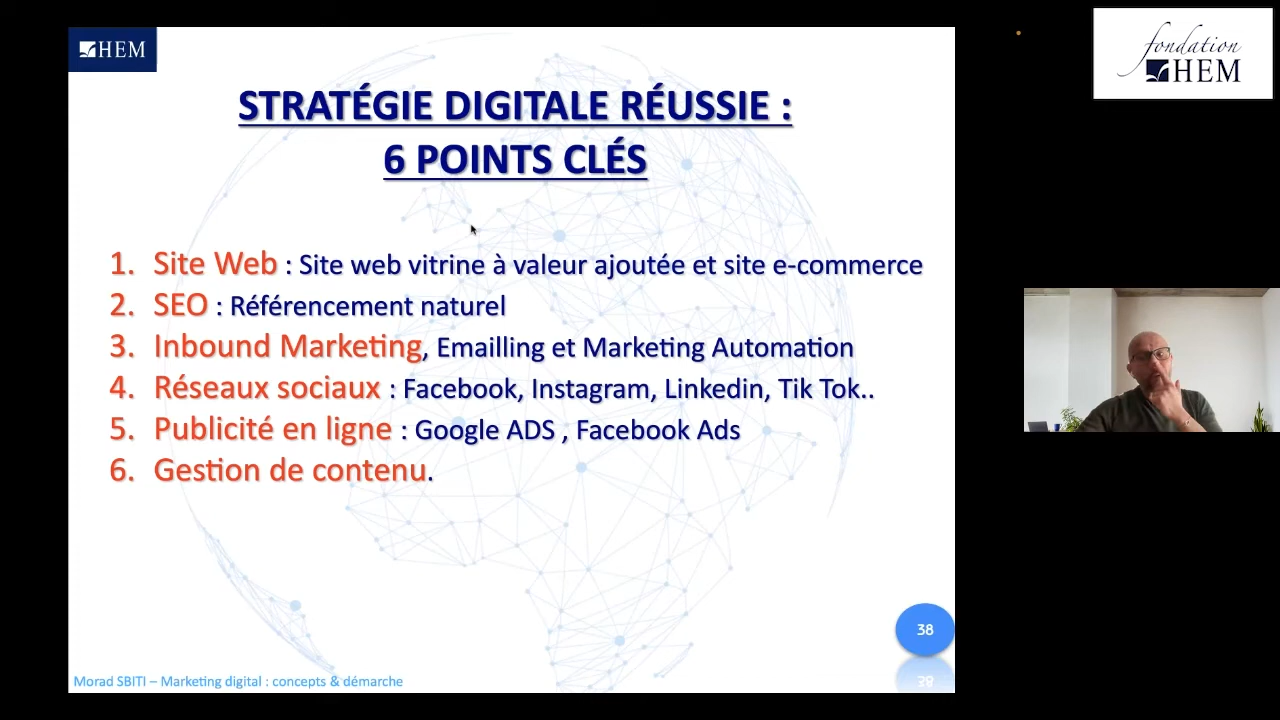 HEM
STRATÉGIE DIGITALE RÉUSSIE :
6 POINTS CLÉS
1. Site Web : Site web vitrine à valeur ajoutée et site e-commerce
2. SEO : Référencement naturel
3. Inbound Marketing, Emailling et Marketing Automation
4. Réseaux sociaux : Facebook, Instagram, Linkedin, Tik Tok..
5. Publicité en ligne : Google ADS , Facebook Ads
6. Gestion de contenu.
38
Morad SBITI – Marketing digital : concepts & démarche
fondation
HEM